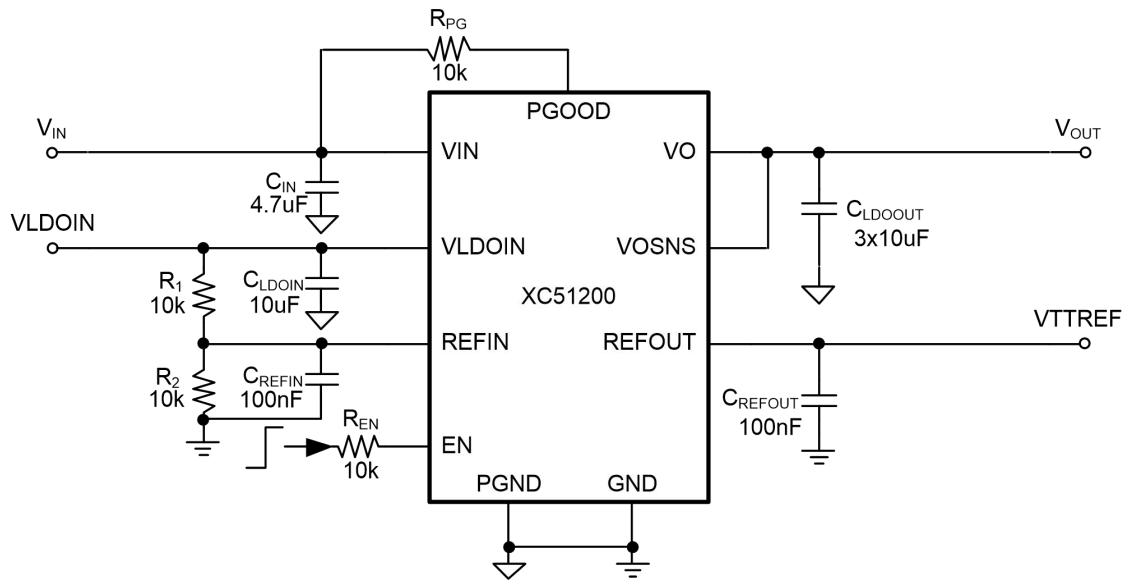 RPG
10k
PGOOD
VIN
VIN
VO
VOUT
CIN
4.7uF
CLDOOUT
3x10uF
VLDOIN
VLDOIN
VOSNS
R1
10k
CLDOIN
10uF
XC51200
REFIN
REFOUT
VTTREF
R2
10k
CREFIN
100nF
CREFOUT
100nF
REN
10k
EN
PGND
GND